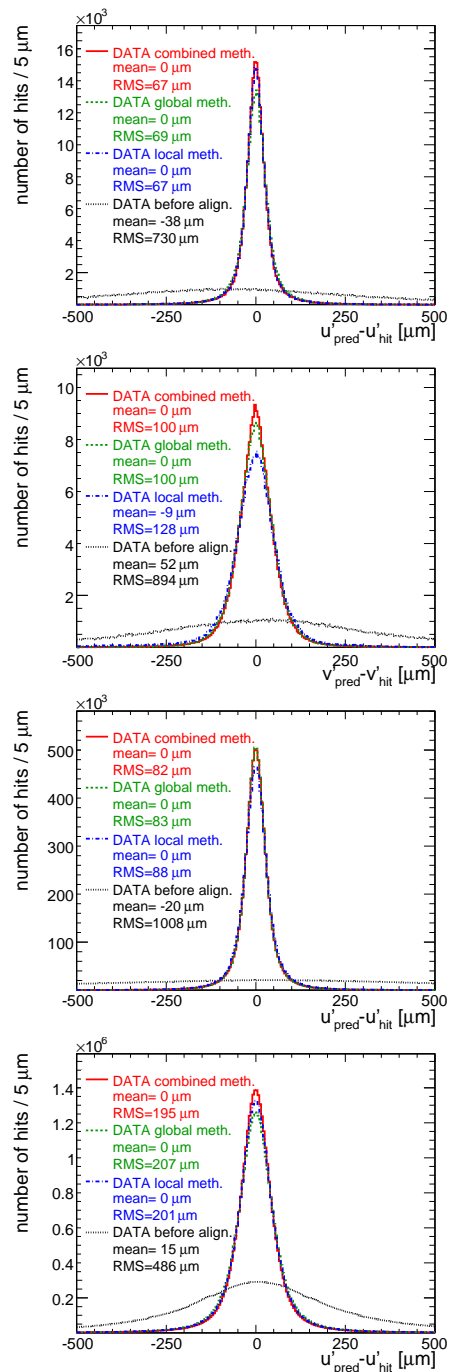 ×10³
number of hits / 5 μm
16
14
12
10
8
6
4
2
DATA combined meth.
mean= 0 μm
RMS=67 μm
DATA global meth.
mean= 0 μm
RMS=69 μm
DATA local meth.
mean= 0 μm
RMS=67 μm
DATA before align.
mean= -38 μm
RMS=730 μm
-500 -250 0 250 500
u'pred-u'hit [μm]
×10³
number of hits / 5 μm
10
8
6
4
2
DATA combined meth.
mean= 0 μm
RMS=100 μm
DATA global meth.
mean= 0 μm
RMS=100 μm
DATA local meth.
mean= -9 μm
RMS=128 μm
DATA before align.
mean= 52 μm
RMS=894 μm
-500 -250 0 250 500
v'pred-v'hit [μm]
×10³
number of hits / 5 μm
500
400
300
200
100
DATA combined meth.
mean= 0 μm
RMS=82 μm
DATA global meth.
mean= 0 μm
RMS=83 μm
DATA local meth.
mean= 0 μm
RMS=88 μm
DATA before align.
mean= -20 μm
RMS=1008 μm
-500 -250 0 250 500
u'pred-u'hit [μm]
×10⁶
number of hits / 5 μm
1.4
1.2
1
0.8
0.6
0.4
0.2
DATA combined meth.
mean= 0 μm
RMS=195 μm
DATA global meth.
mean= 0 μm
RMS=207 μm
DATA local meth.
mean= 0 μm
RMS=201 μm
DATA before align.
mean= 15 μm
RMS=486 μm
-500 -250 0 250 500
u'pred-u'hit [μm]